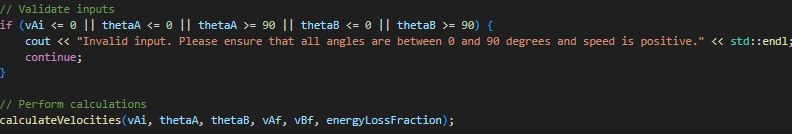 // Validate inputs
if (vAi <= 0 || thetaA <= 0 || thetaA >= 90 || thetaB <= 0 || thetaB >= 90) {
    cout << "Invalid input. Please ensure that all angles are between 0 and 90 degrees and speed is positive." << std::endl;
    continue;
}

// Perform calculations
calculateVelocities(vAi, thetaA, thetaB, vAf, vBf, energyLossFraction);